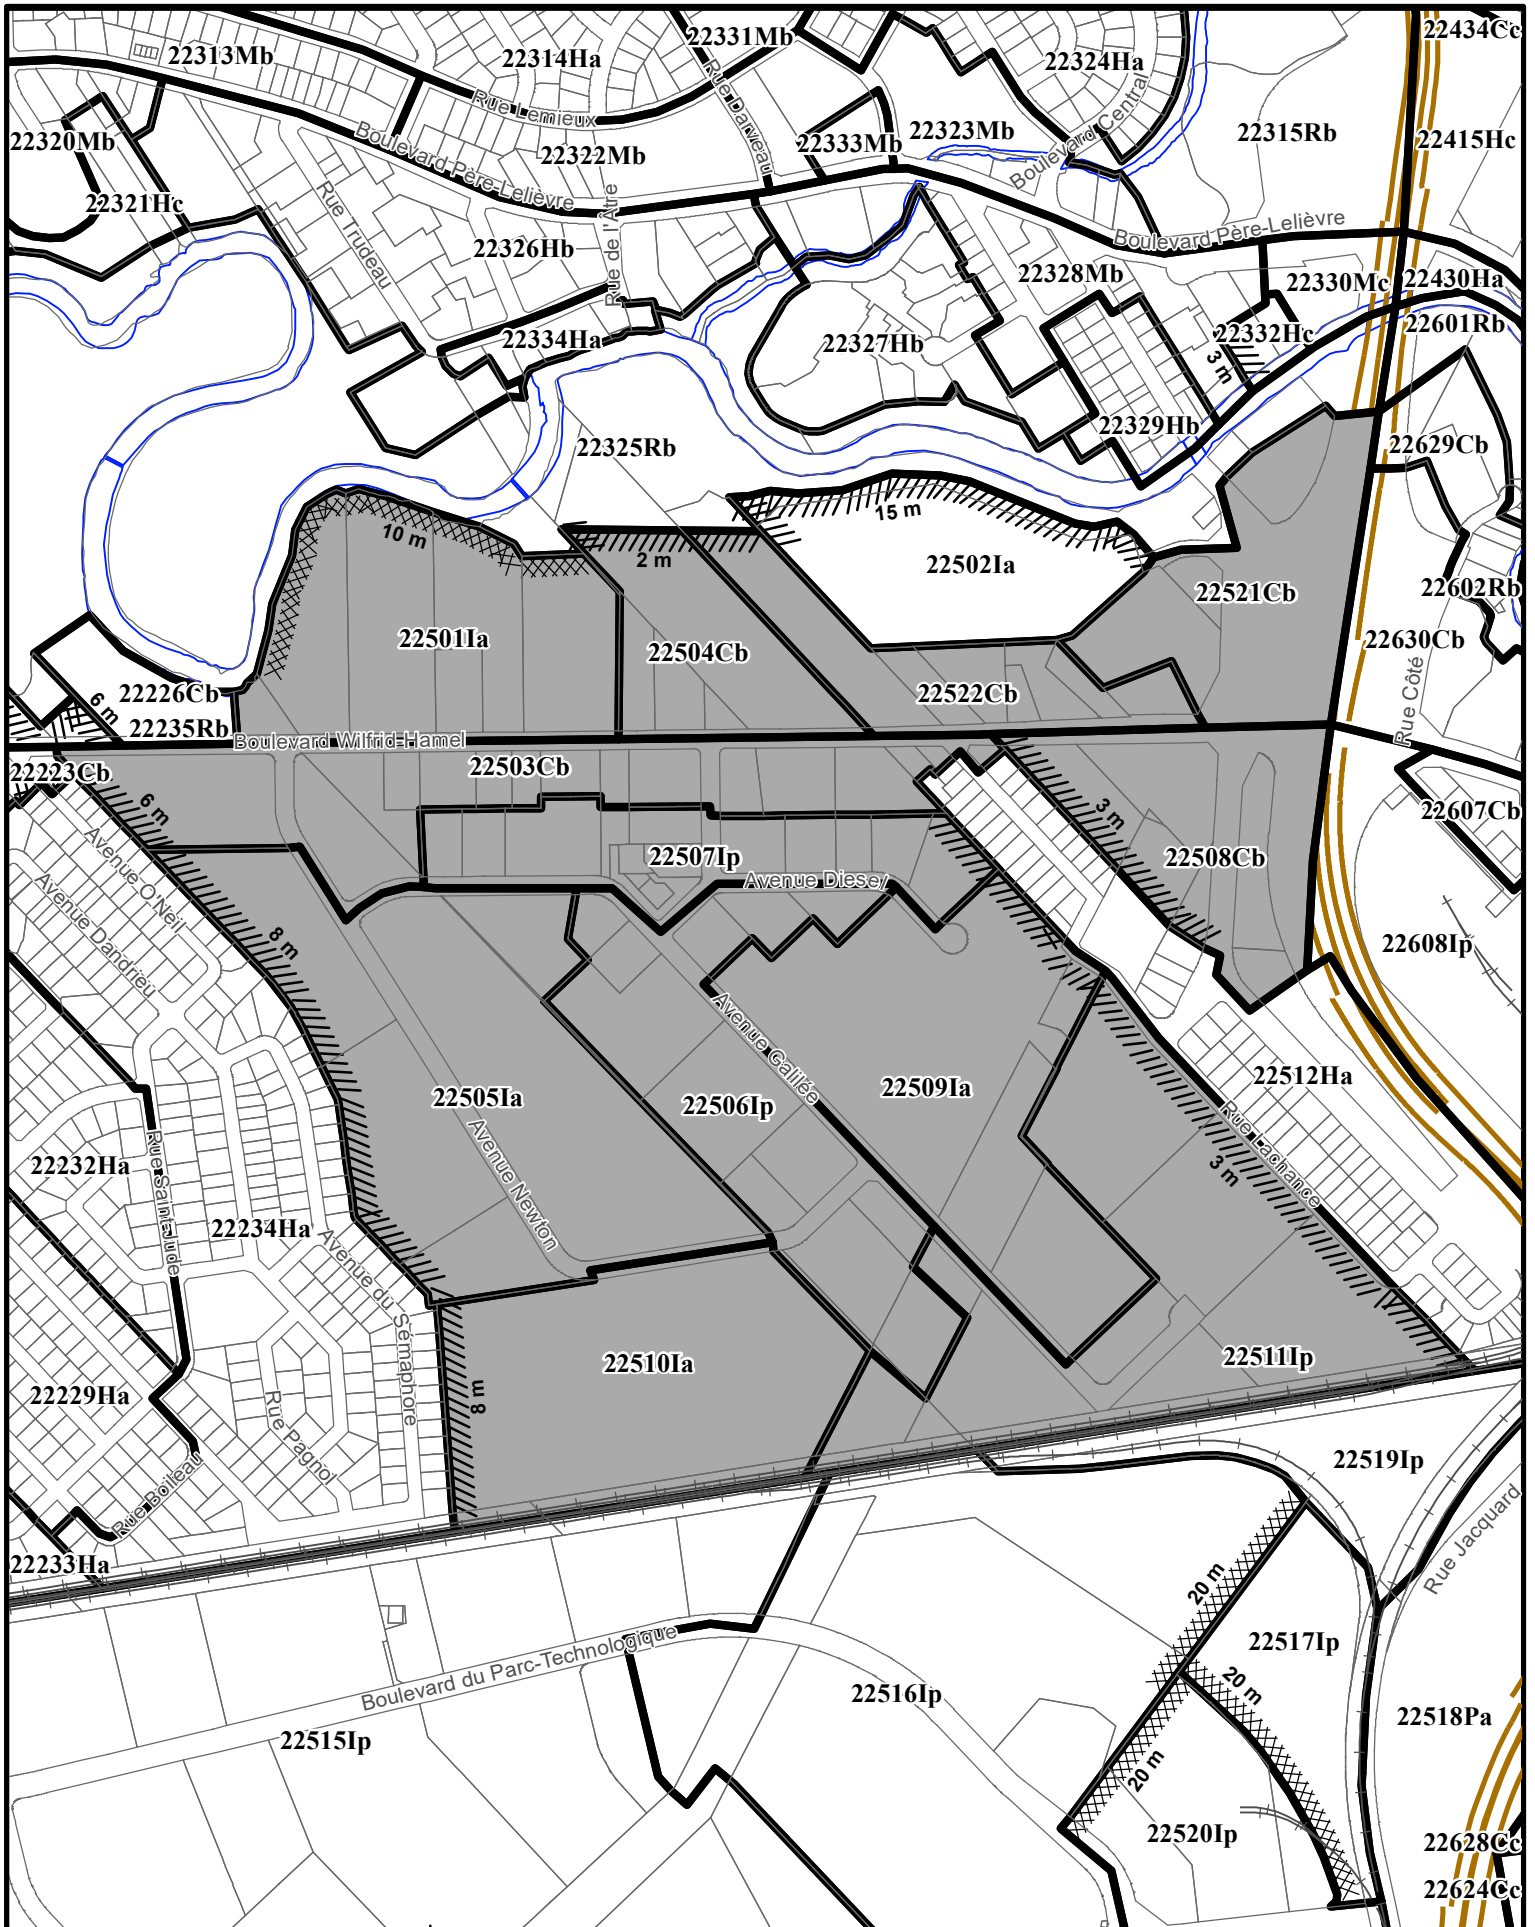 22434Cc
22331Mb
22313Mb
22314Ha
22324Ha
Rue Lemieux
Rue Darveau
Boulevard Central
22320Mb
Boulevard Père-Lelièvre
22322Mb
22333Mb
22323Mb
22315Rb
22415Hc
22321Hc
Rue Trudeau
Rue de l'Âtre
22326Hb
Boulevard Père-Lelièvre
22328Mb
22330Mc
22430Ha
22334Ha
22327Hb
22332Hc
22601Rb
3 m
22329Hb
22325Rb
22629Cb
10 m
15 m
2 m
22502Ia
22521Cb
22602Rb
22501Ia
22504Cb
22630Cb
22226Cb
22522Cb
Rue Côté
6 m
22235Rb
Boulevard Wilfrid-Hamel
22223Cb
22503Cb
6 m
3 m
22607Cb
Avenue O'Neil
22507Ip
22508Cb
Avenue Diesel
Avenue Dandrieu
8 m
22608Ip
Avenue Galilée
22505Ia
22506Ip
22509Ia
22512Ha
Rue Lachance
Avenue Newton
22232Ha
Rue Saint-Jude
3 m
22234Ha
Avenue du Sémaphore
22510Ia
22511Ip
22229Ha
8 m
Rue Pagnol
22519Ip
Rue Boileau
Rue Jacquard
22233Ha
20 m
22517Ip
Boulevard du Parc-Technologique
20 m
22516Ip
22518Pa
22515Ip
20 m
22520Ip
22628Cc
22624Cc